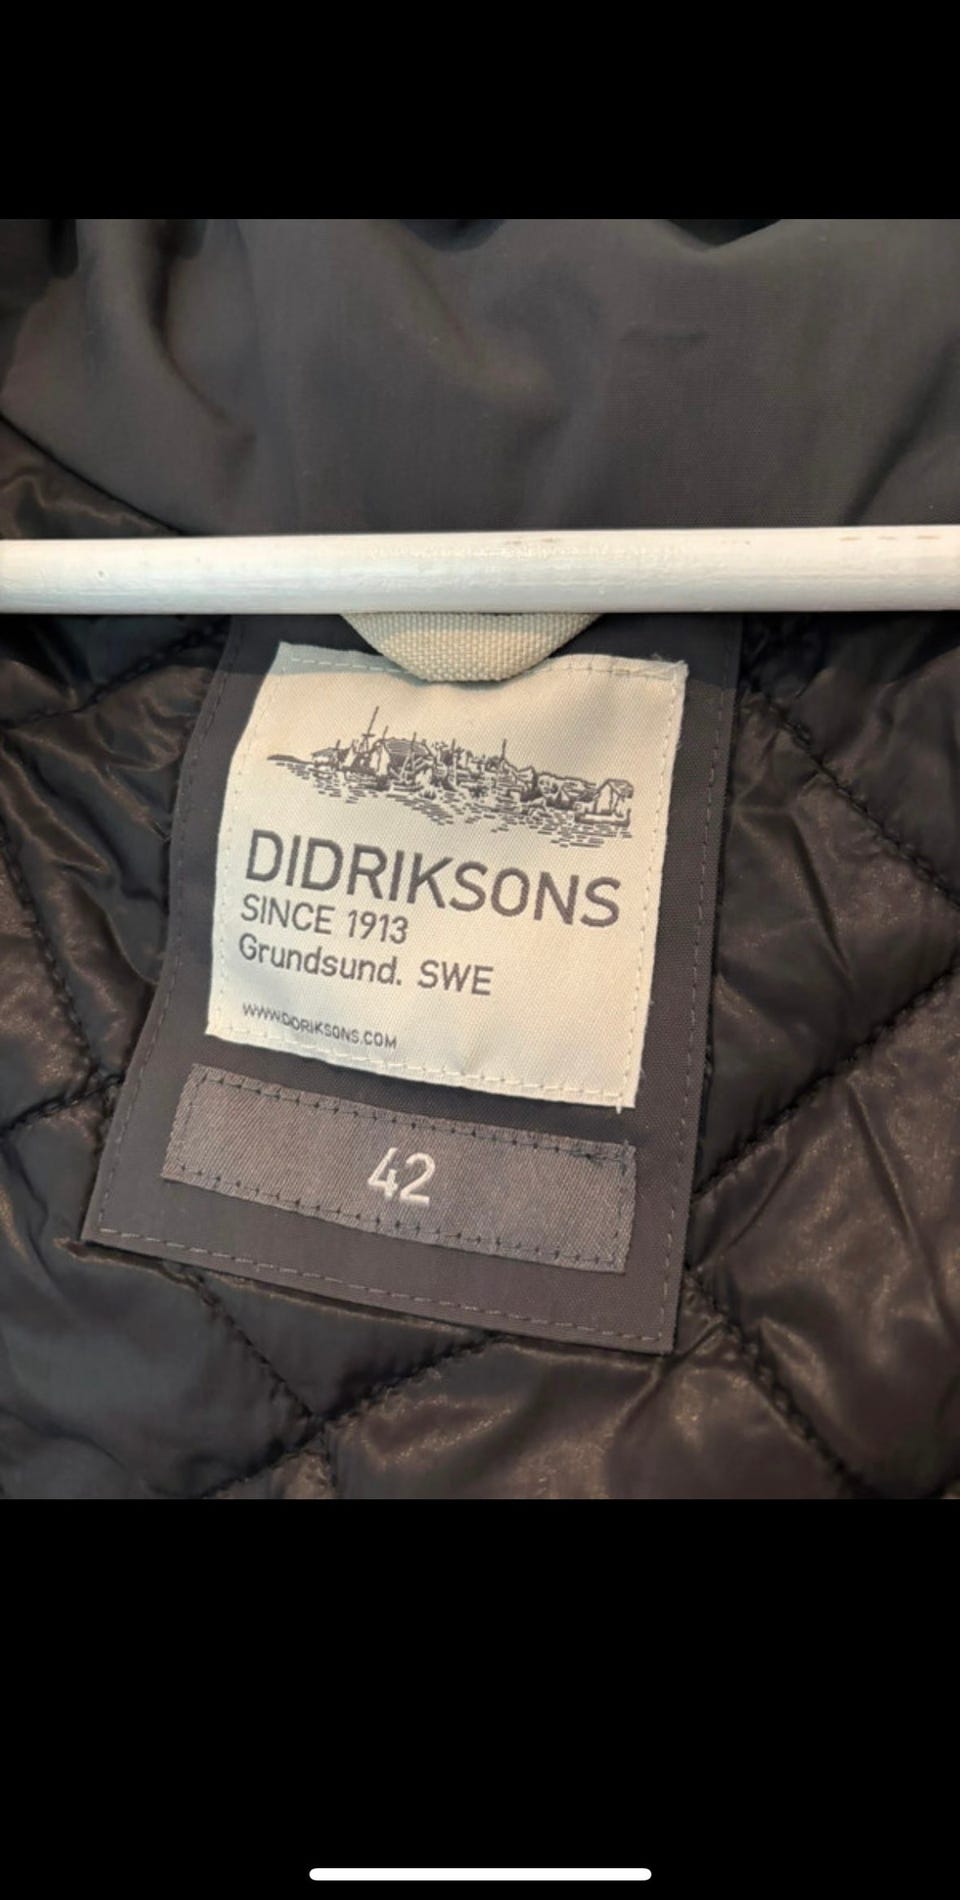 DIDRIKSONS
SINCE 1913
Grundsund. SWE
WWW.DIDRIKSONS.COM
42